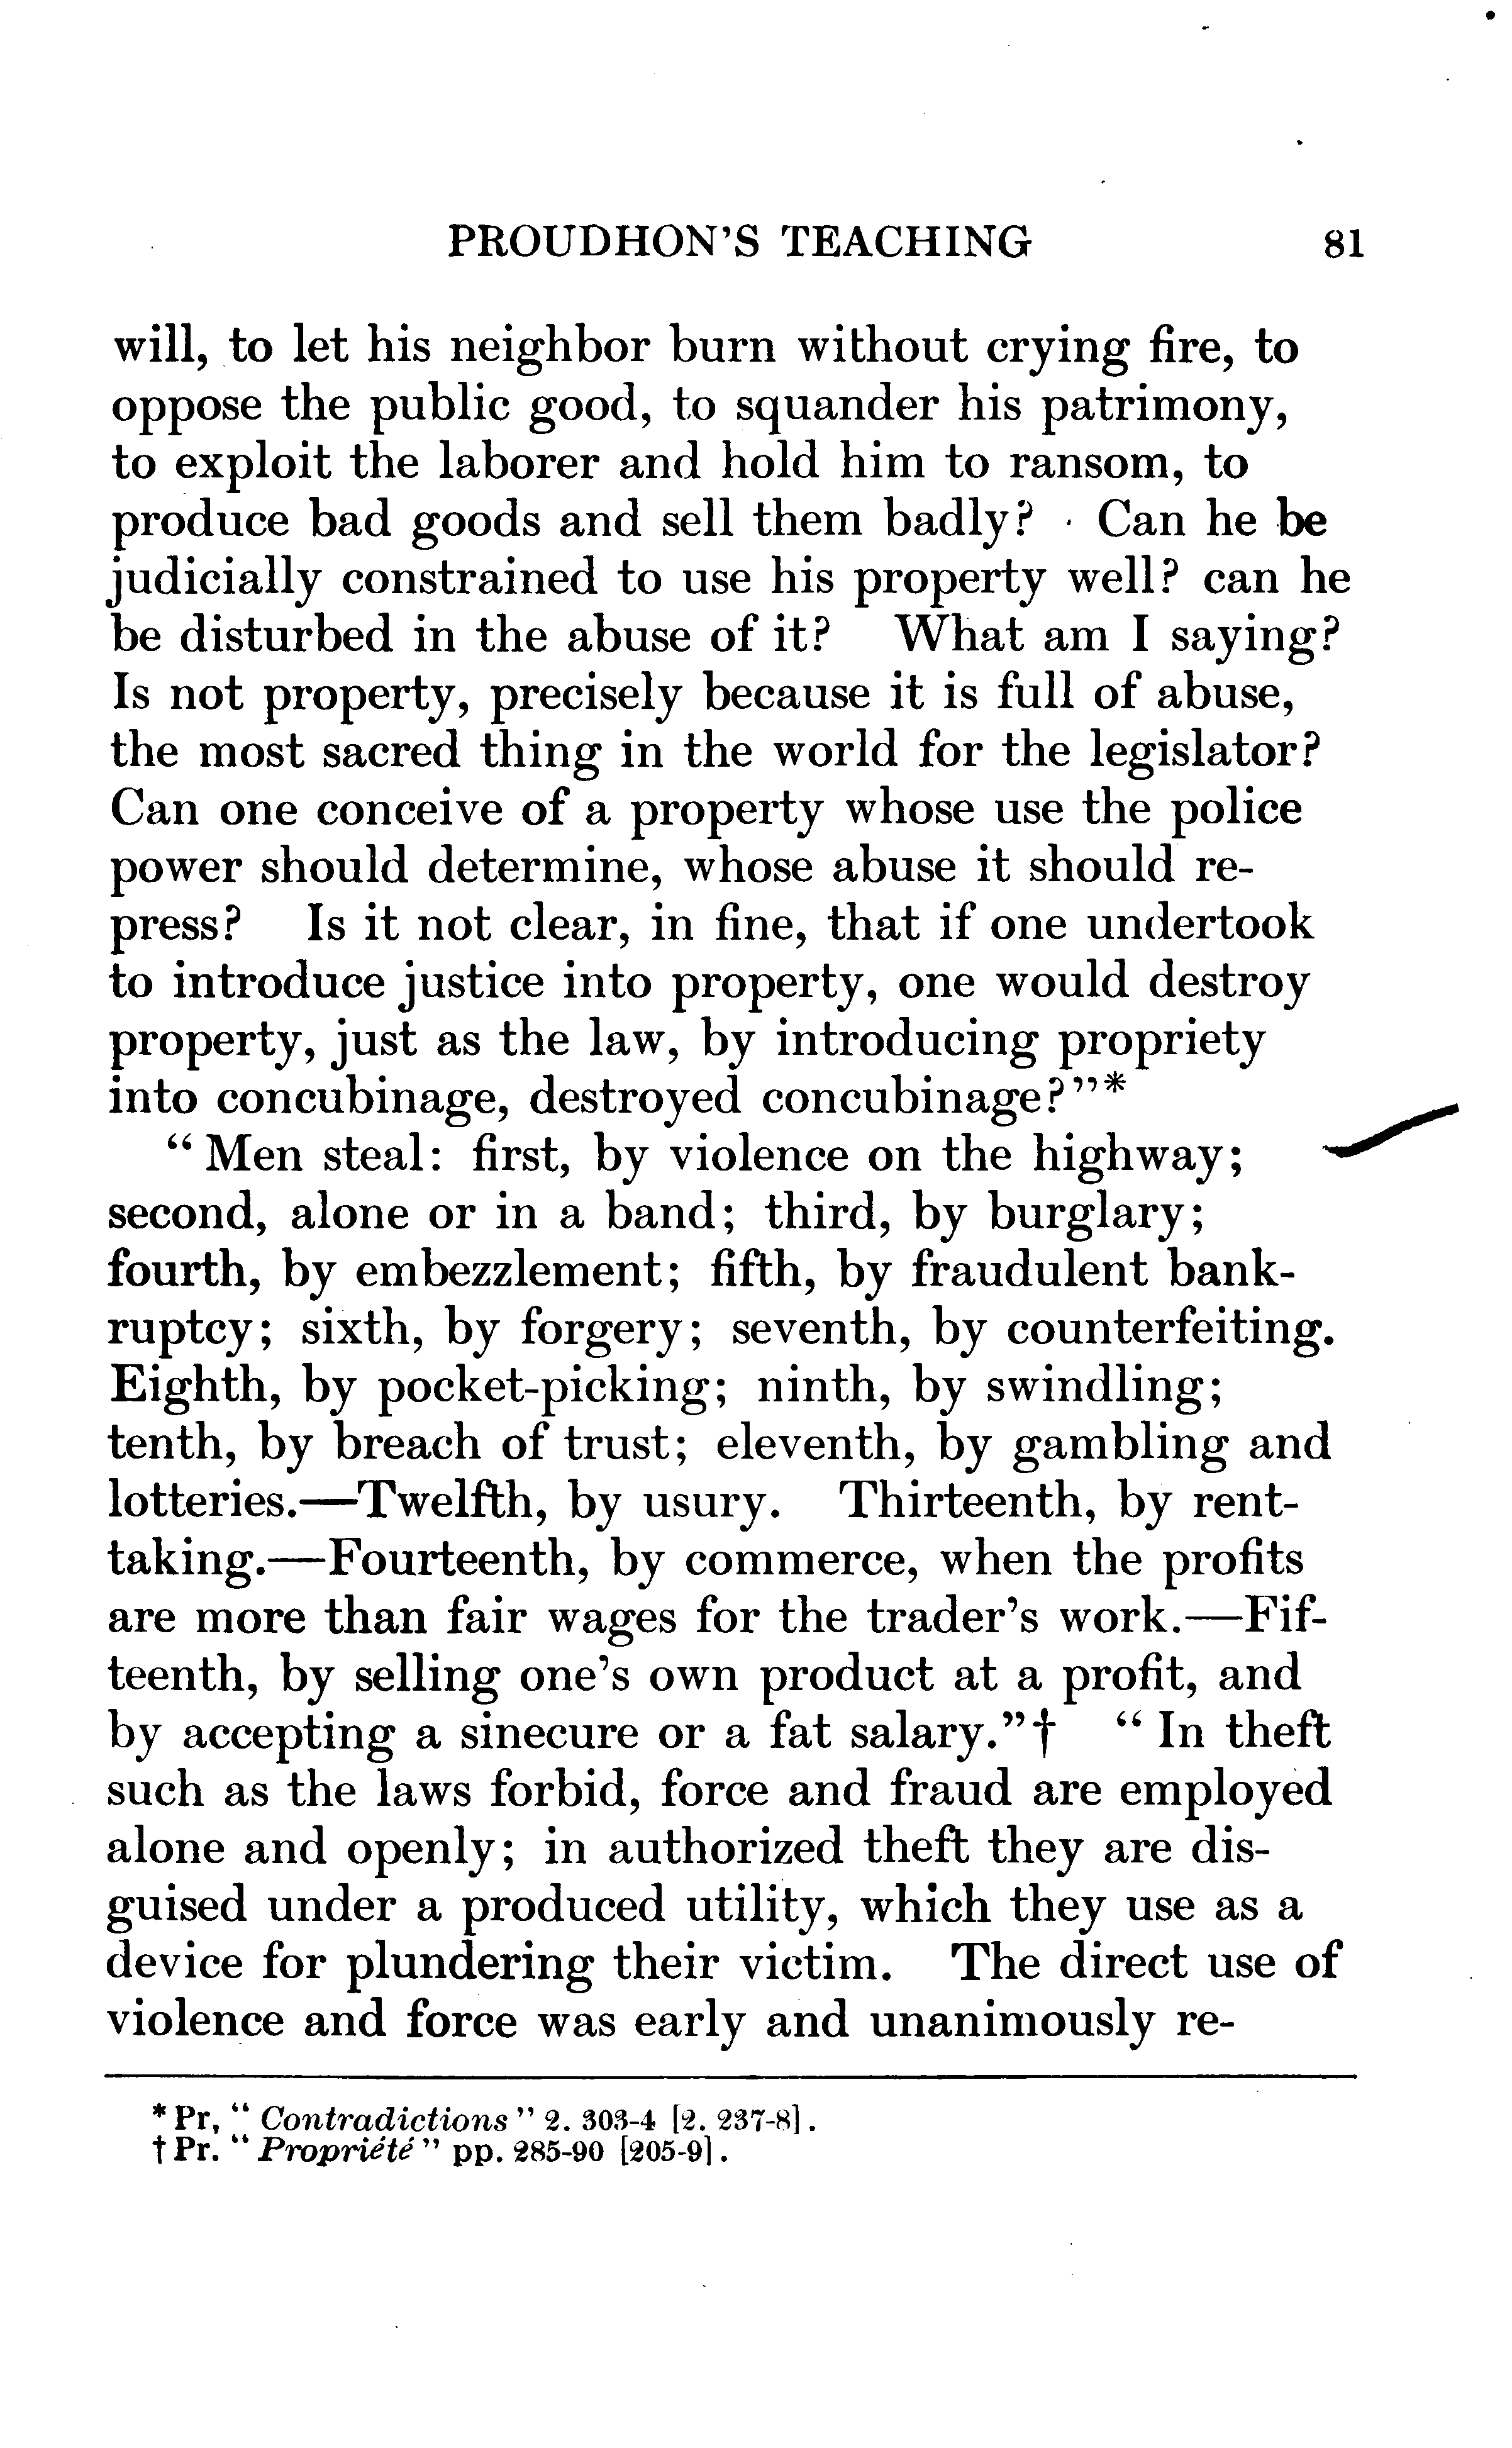 PROUDHON'S TEACHING 81
will, to let his neighbor burn without crying fire, to
oppose the public good, to squander his patrimony,
to exploit the laborer and hold him to ransom, to
produce bad goods and sell them badly? Can he be
judicially constrained to use his property well? can he
be disturbed in the abuse of it? What am I saying?
Is not property, precisely because it is full of abuse,
the most sacred thing in the world for the legislator?
Can one conceive of a property whose use the police
power should determine, whose abuse it should re-
press? Is it not clear, in fine, that if one undertook
to introduce justice into property, one would destroy
property, just as the law, by introducing propriety
into concubinage, destroyed concubinage?"*
"Men steal: first, by violence on the highway;
second, alone or in a band; third, by burglary;
fourth, by embezzlement; fifth, by fraudulent bank-
ruptcy; sixth, by forgery; seventh, by counterfeiting.
Eighth, by pocket-picking; ninth, by swindling;
tenth, by breach of trust; eleventh, by gambling and
lotteries.—Twelfth, by usury. Thirteenth, by rent-
taking.—Fourteenth, by commerce, when the profits
are more than fair wages for the trader's work.—Fif-
teenth, by selling one's own product at a profit, and
by accepting a sinecure or a fat salary."† "In theft
such as the laws forbid, force and fraud are employed
alone and openly; in authorized theft they are dis-
guised under a produced utility, which they use as a
device for plundering their victim. The direct use of
violence and force was early and unanimously re-
* Pr, "Contradictions" 2. 303-4 [2. 237-8].
† Pr. "Propriété" pp. 285-90 [205-9].